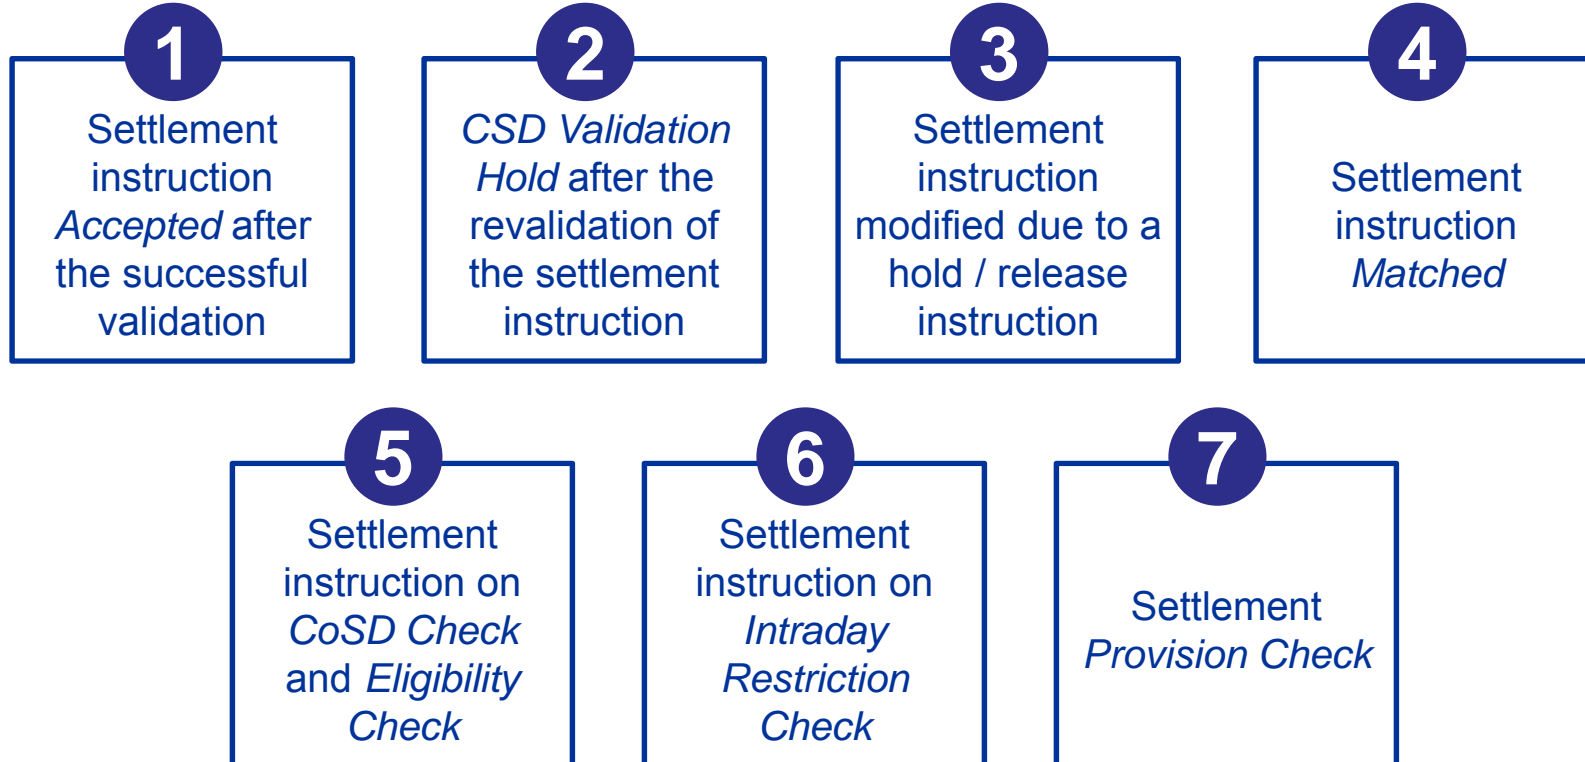 1
Settlement
instruction
Accepted after
the successful
validation
2
CSD Validation
Hold after the
revalidation of
the settlement
instruction
3
Settlement
instruction
modified due to a
hold / release
instruction
4
Settlement
instruction
Matched
5
Settlement
instruction on
CoSD Check
and Eligibility
Check
6
Settlement
instruction on
Intraday
Restriction
Check
7
Settlement
Provision Check